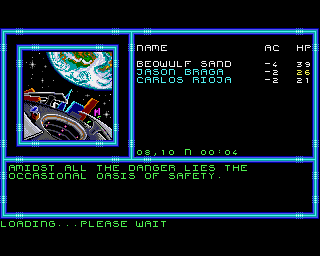 NAME AC HP
BEOWULF SAND -4 39
JASON BRAGA -2 26
CARLOS RIOJA -2 21
08,10 N 00:04
AMIDST ALL THE DANGER LIES THE
OCCASIONAL OASIS OF SAFETY.
LOADING...PLEASE WAIT